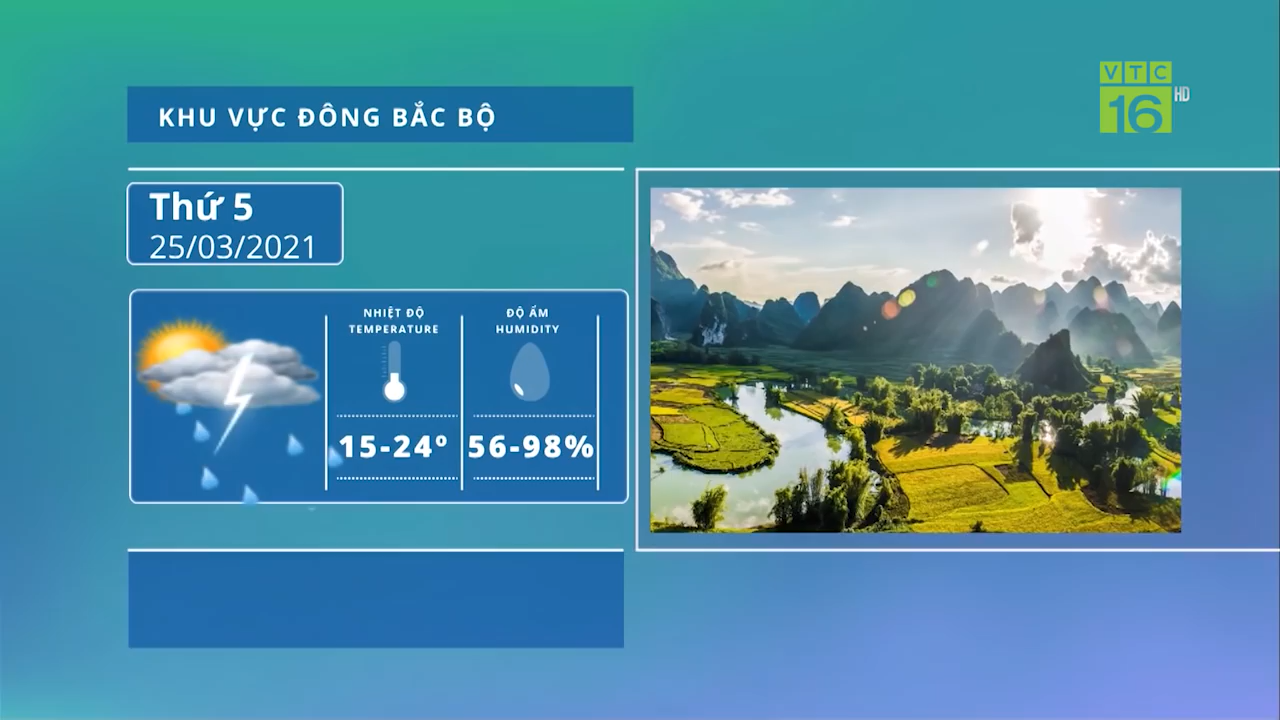 KHU VỰC ĐÔNG BẮC BỘ
VTC
16 HD
Thứ 5
25/03/2021
NHIỆT ĐỘ
TEMPERATURE
15-24º
ĐỘ ẨM
HUMIDITY
56-98%